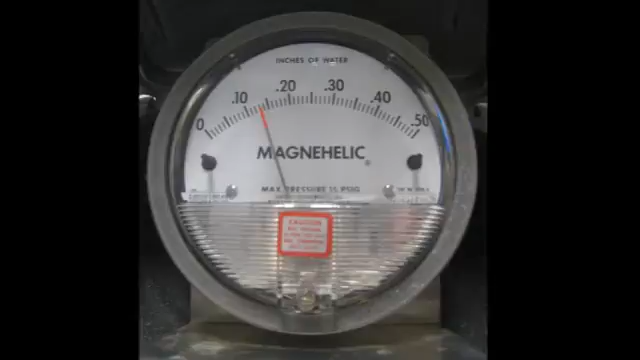 INCHES OF WATER
0 .10 .20 .30 .40 .50
MAGNEHELIC®
MAX. PRESSURE 15 PSIG
CAUTION